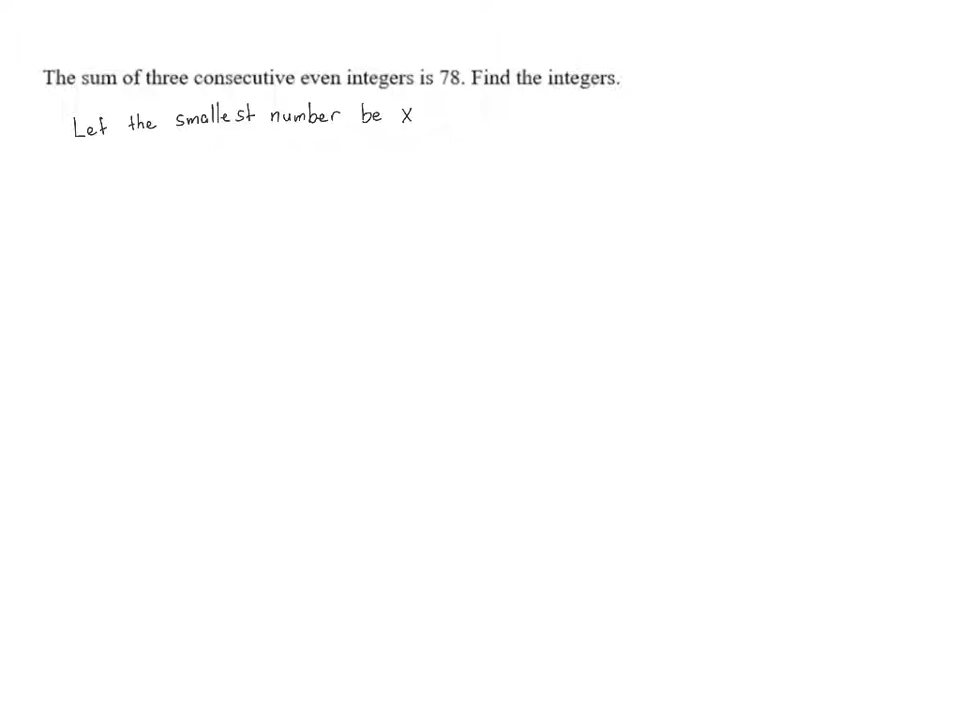 The sum of three consecutive even integers is 78. Find the integers.
Let the smallest number be x